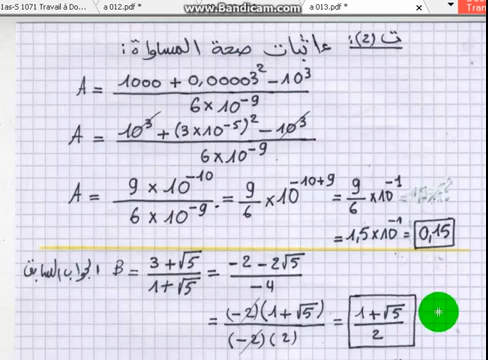 1as-5 1071 Travail à Do... a 012.pdf * www.Bandicam.com a 013.pdf *
ت (2): إثبات صحة المساواة:
A = (1000 + 0,00003² - 10³) / (6 × 10⁻⁹)
A = (10³ + (3×10⁻⁵)² - 10³) / (6 × 10⁻⁹)
A = (9 × 10⁻¹⁰) / (6 × 10⁻⁹) = 9/6 × 10⁻¹⁰⁺⁹ = 9/6 × 10⁻¹
= 1,5 × 10⁻¹ = 0,15
الجواب السابق B = (3 + √5) / (1 + √5) = (-2 - 2√5) / -4
= (-2)(1 + √5) / (-2)(2) = (1 + √5) / 2